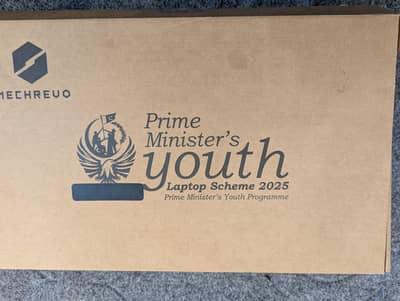 MECHREVO
Prime
Minister's
youth
Laptop Scheme 2025
Prime Minister's Youth Programme